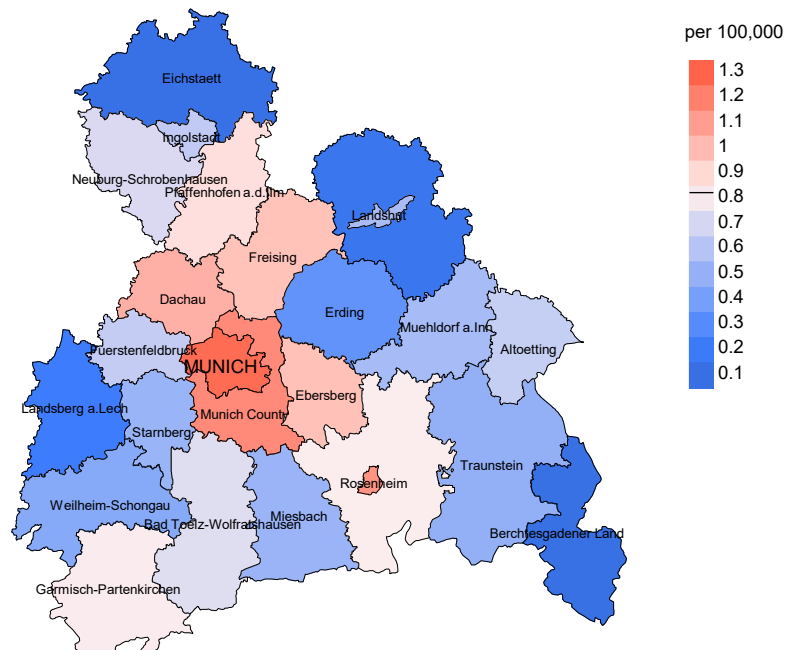 per 100,000
1.3
1.2
1.1
1
0.9
0.8
0.7
0.6
0.5
0.4
0.3
0.2
0.1
Eichstaett
Ingolstadt
Neuburg-Schrobenhausen
Pfaffenhofen a.d.Ilm
Landshut
Freising
Dachau
Erding
Muehldorf a.Inn
Fuerstenfeldbruck
Altoetting
MUNICH
Ebersberg
Landsberg a.Lech
Munich County
Starnberg
Traunstein
Rosenheim
Weilheim-Schongau
Miesbach
Bad Toelz-Wolfratshausen
Berchtesgadener Land
Garmisch-Partenkirchen